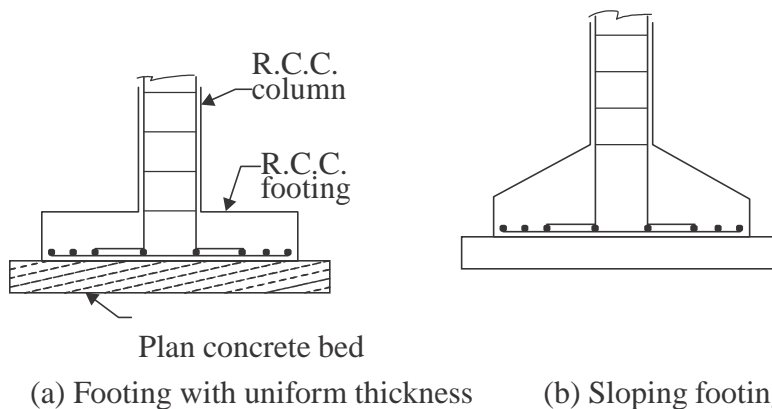 R.C.C.
column
R.C.C.
footing
Plan concrete bed
(a) Footing with uniform thickness
(b) Sloping footin